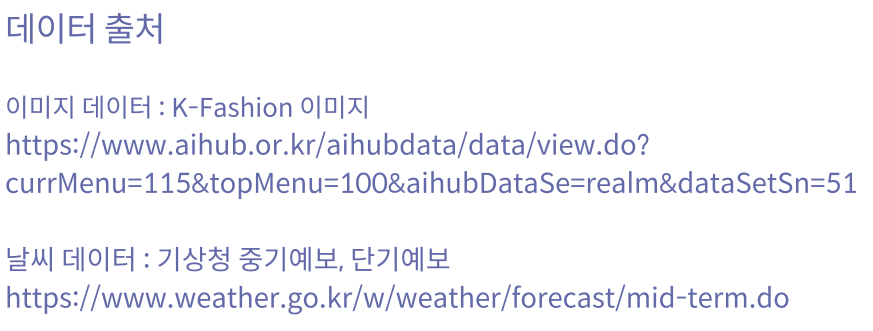 데이터 출처
이미지 데이터 : K-Fashion 이미지
https://www.aihub.or.kr/aihubdata/data/view.do?
currMenu=115&topMenu=100&aihubDataSe=realm&dataSetSn=51
날씨 데이터 : 기상청 중기예보, 단기예보
https://www.weather.go.kr/w/weather/forecast/mid-term.do